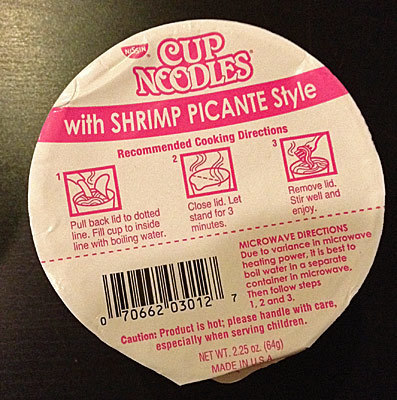 NISSIN
CUP
NOODLES®
with SHRIMP PICANTE Style
Recommended Cooking Directions
1
Pull back lid to dotted
line. Fill cup to inside
line with boiling water.
2
Close lid. Let
stand for 3
minutes.
3
Remove lid.
Stir well and
enjoy.
MICROWAVE DIRECTIONS
Due to variance in microwave
heating power, it is best to
boil water in a separate
container in microwave.
Then follow steps
1, 2 and 3.
0 70662 03012 7
Caution: Product is hot; please handle with care,
especially when serving children.
NET WT. 2.25 oz. (64g)
MADE IN U.S.A.